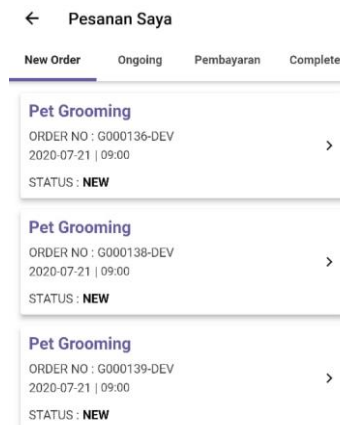 Pesanan Saya
New Order Ongoing Pembayaran Complete
Pet Grooming
ORDER NO : G000136-DEV
2020-07-21 | 09:00
STATUS : NEW
Pet Grooming
ORDER NO : G000138-DEV
2020-07-21 | 09:00
STATUS : NEW
Pet Grooming
ORDER NO : G000139-DEV
2020-07-21 | 09:00
STATUS : NEW